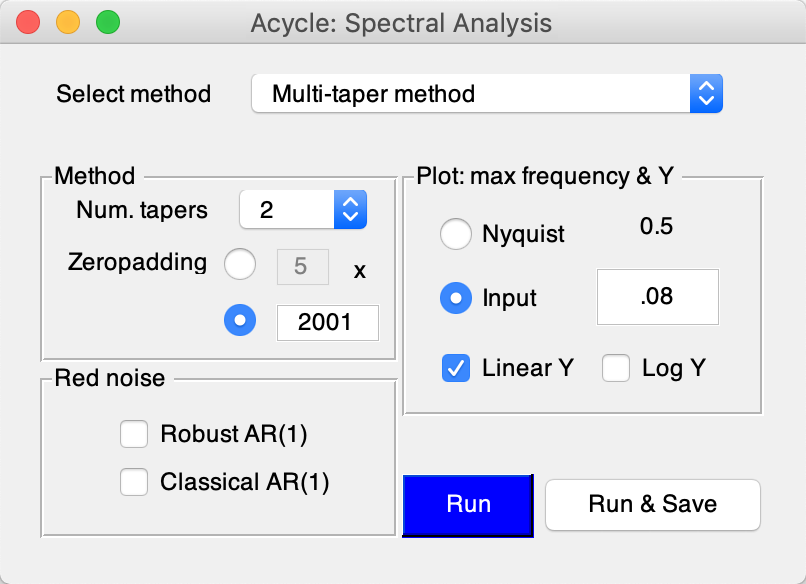 Acycle: Spectral Analysis
Select method
Multi-taper method
Method
Num. tapers
2
Zeropadding
5
x
2001
Plot: max frequency & Y
Nyquist
0.5
Input
.08
Linear Y
Log Y
Red noise
Robust AR(1)
Classical AR(1)
Run
Run & Save